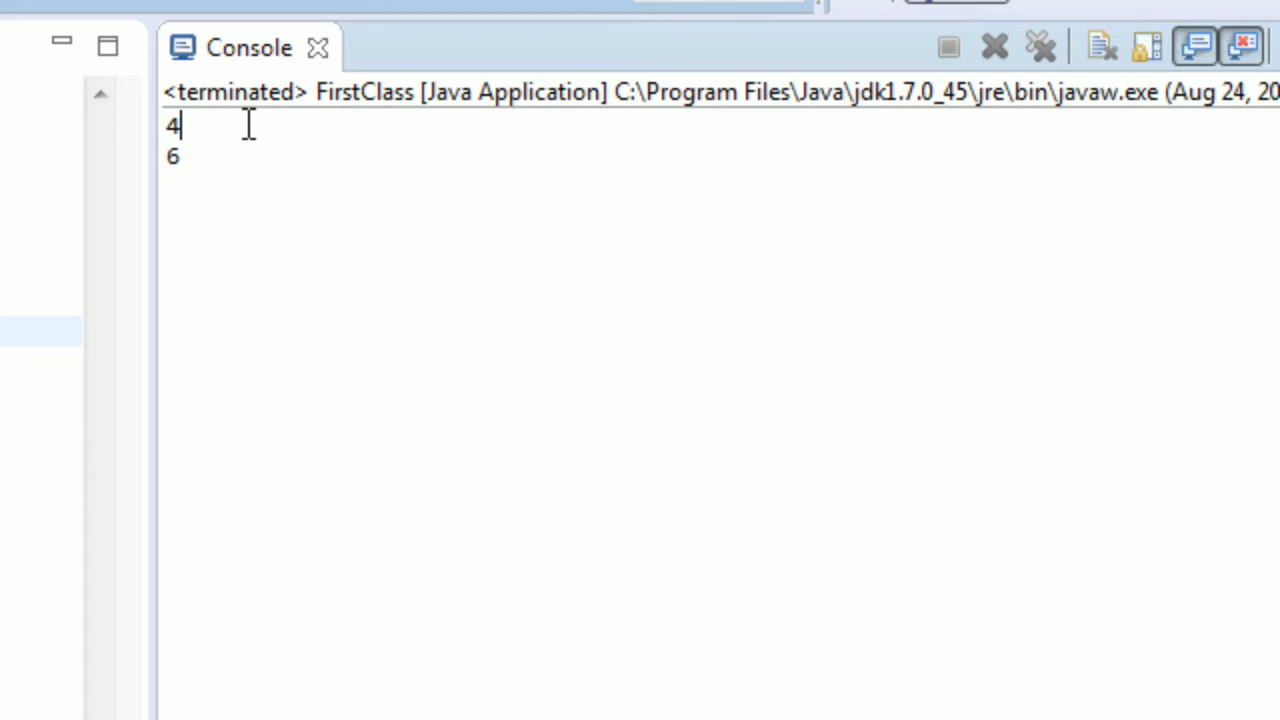 Console
<terminated> FirstClass [Java Application] C:\Program Files\Java\jdk1.7.0_45\jre\bin\javaw.exe (Aug 24, 20
4
6